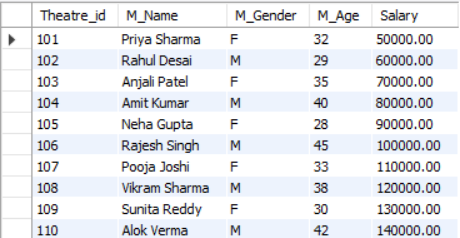 Theatre_id M_Name M_Gender M_Age Salary
101 Priya Sharma F 32 50000.00
102 Rahul Desai M 29 60000.00
103 Anjali Patel F 35 70000.00
104 Amit Kumar M 40 80000.00
105 Neha Gupta F 28 90000.00
106 Rajesh Singh M 45 100000.00
107 Pooja Joshi F 33 110000.00
108 Vikram Sharma M 38 120000.00
109 Sunita Reddy F 30 130000.00
110 Alok Verma M 42 140000.00